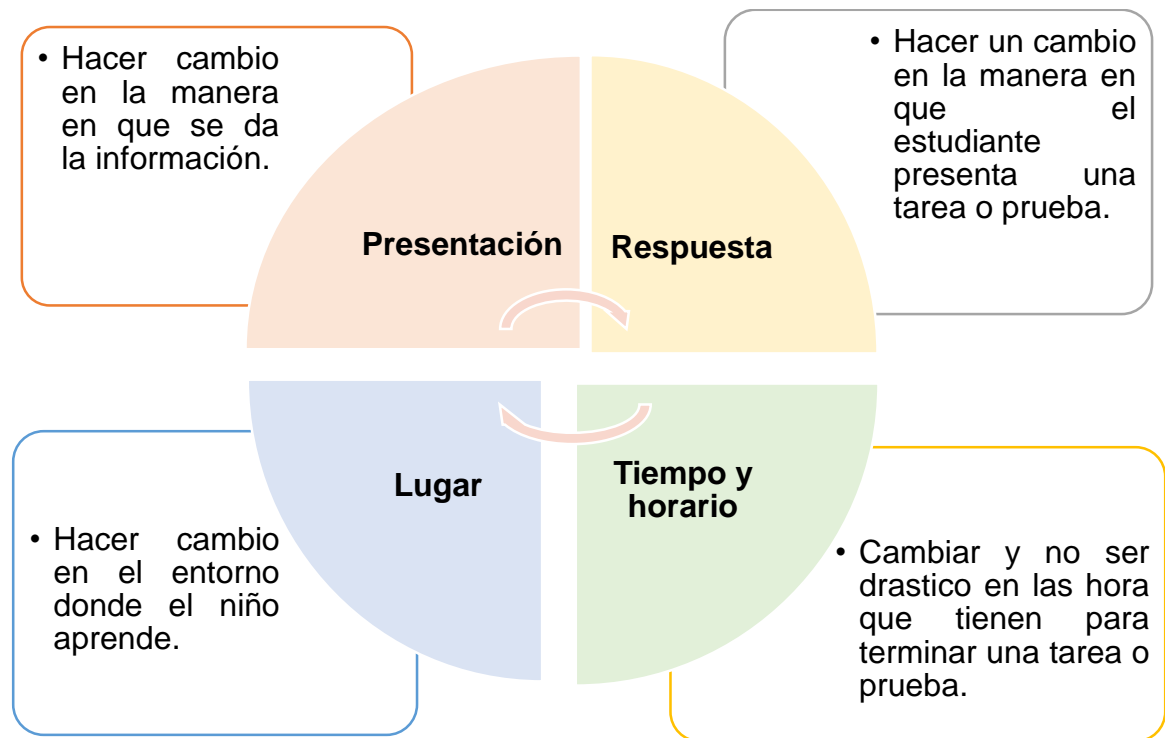 • Hacer cambio
en la manera
en que se da
la información.
• Hacer un cambio
en la manera en
que el
estudiante
presenta una
tarea o prueba.
Presentación
Respuesta
Lugar
Tiempo y
horario
• Hacer cambio
en el entorno
donde el niño
aprende.
• Cambiar y no ser
drastico en las hora
que tienen para
terminar una tarea o
prueba.